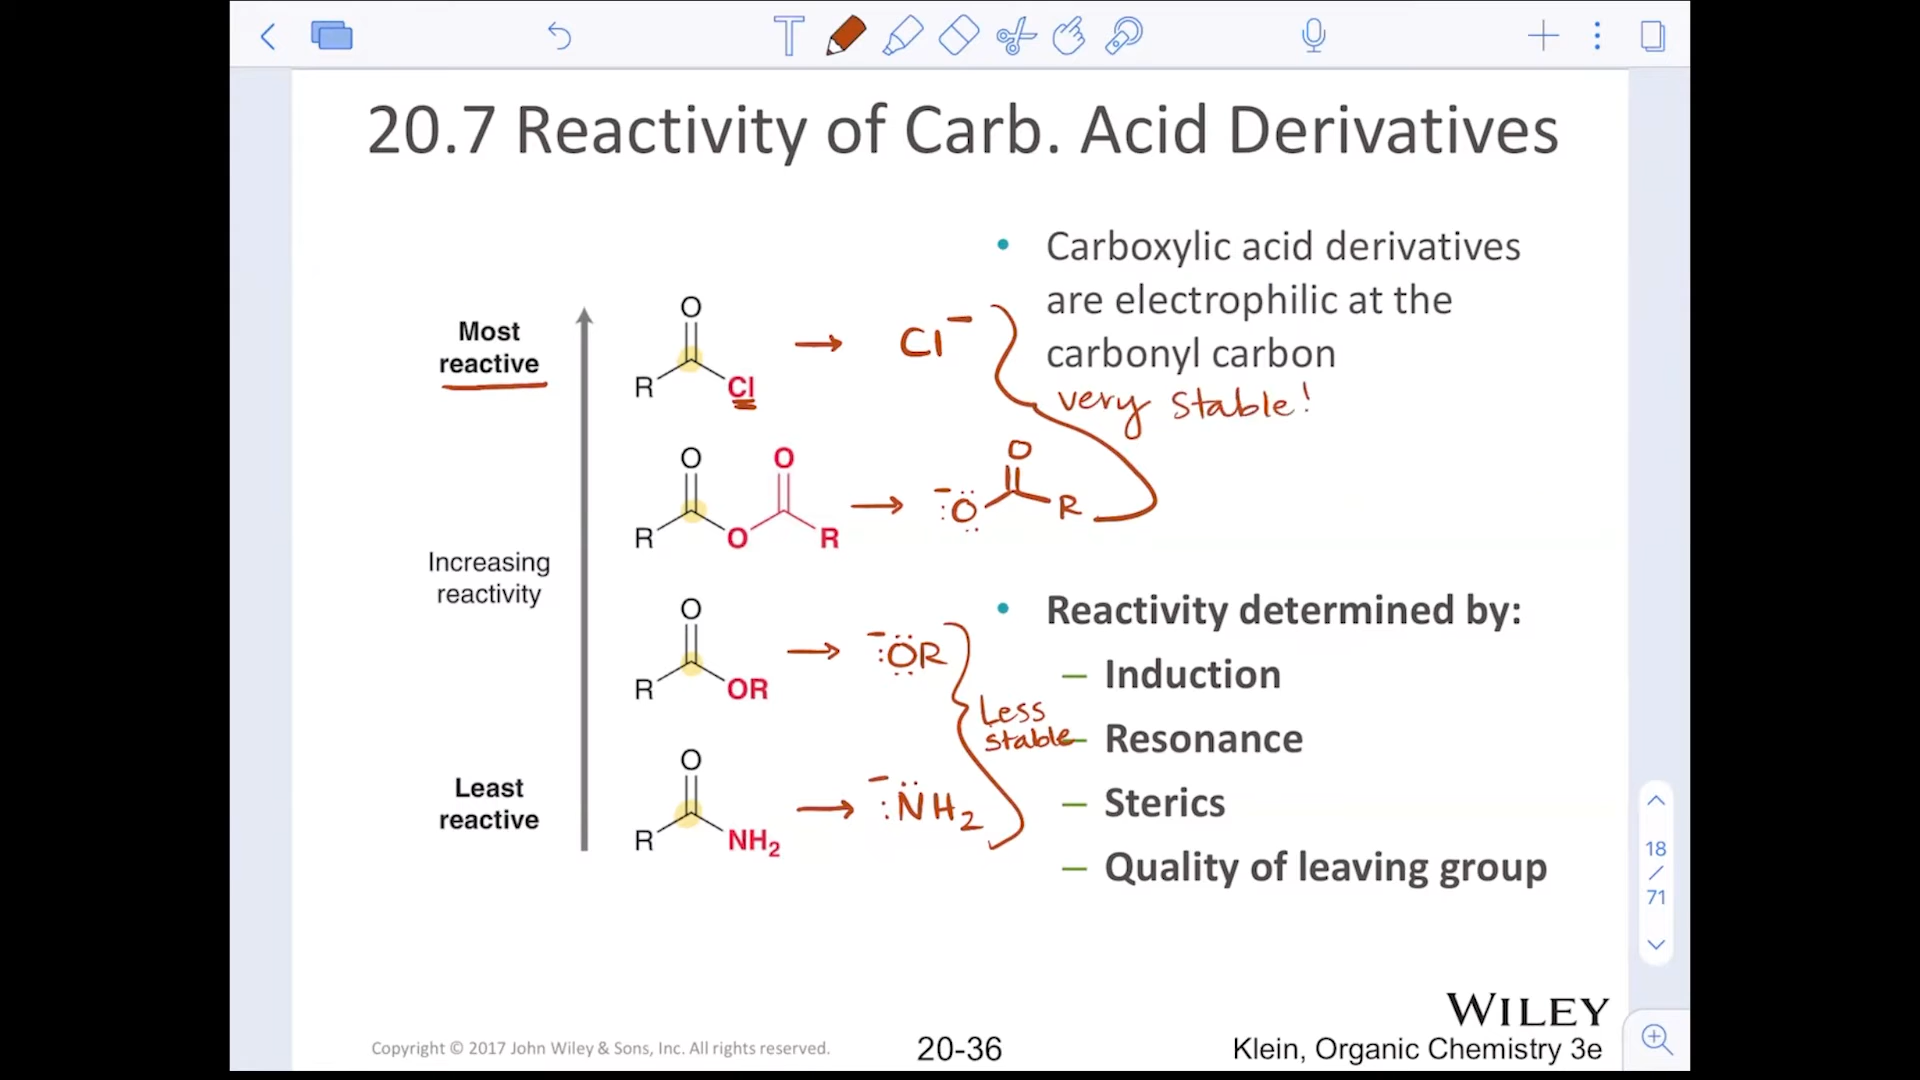 20.7 Reactivity of Carb. Acid Derivatives
Most
reactive
Increasing
reactivity
Least
reactive
O
R
Cl
→ Cl⁻
O
O
R
O
R
→ ⁻:O
O
R
O
R
OR
→ ⁻:OR
O
R
NH₂
→ ⁻:NH₂
• Carboxylic acid derivatives
are electrophilic at the
carbonyl carbon
very stable!
Less
stable
• Reactivity determined by:
– Induction
– Resonance
– Sterics
– Quality of leaving group
18
/
71
WILEY
Copyright © 2017 John Wiley & Sons, Inc. All rights reserved.
20-36
Klein, Organic Chemistry 3e